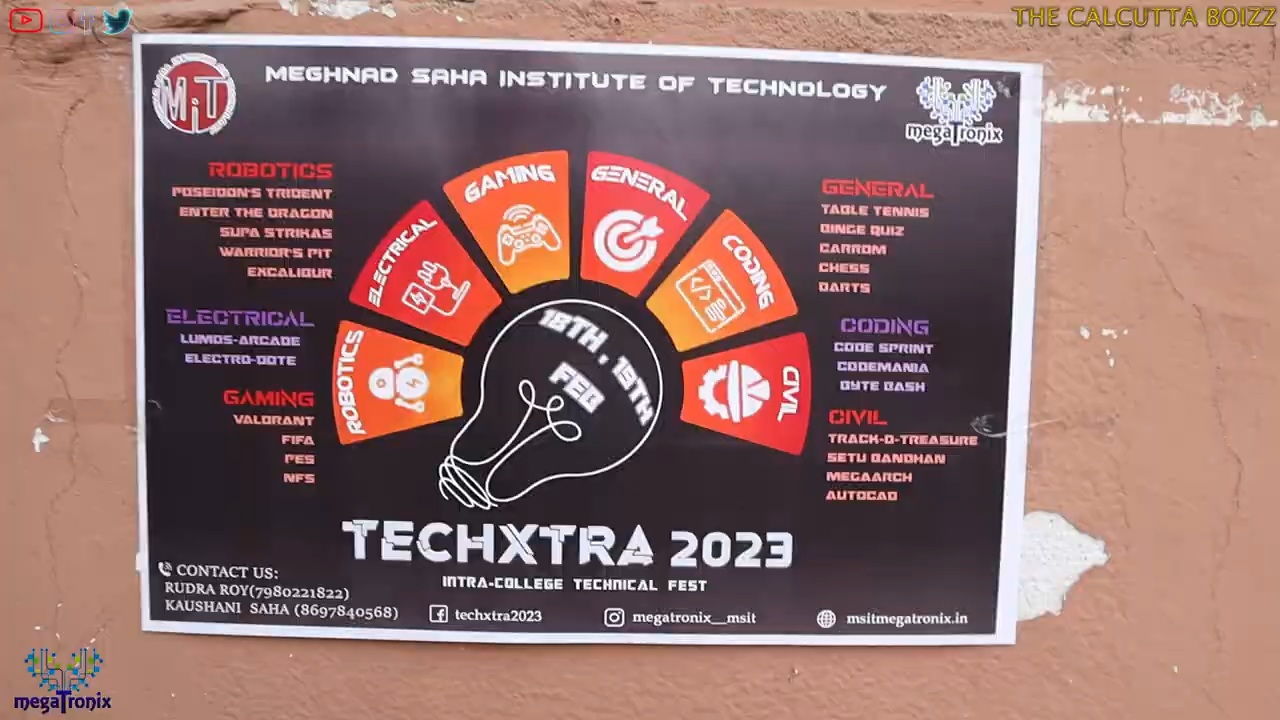 THE CALCUTTA BOIZZ
MEGHNAD SAHA INSTITUTE OF TECHNOLOGY
MSiT
megaTronix
ROBOTICS
POSEIDON'S TRIDENT
ENTER THE DRAGON
SUPA STRIKAS
WARRIOR'S PIT
EXCALIBUR
ELECTRICAL
LUMOS-ARCADE
ELECTRO-DOTE
GAMING
VALORANT
FIFA
PES
NFS
ROBOTICS
ELECTRICAL
GAMING
GENERAL
CODING
CIVIL
18TH, 19TH
FEB
GENERAL
TABLE TENNIS
BINGE QUIZ
CARROM
CHESS
DARTS
CODING
CODE SPRINT
CODEMANIA
BYTE BASH
CIVIL
TRACK-O-TREASURE
SETU BANDHAN
MEGAARCH
AUTOCAD
TECHXTRA 2023
INTRA-COLLEGE TECHNICAL FEST
CONTACT US:
RUDRA ROY(7980221822)
KAUSHANI SAHA (8697840568)
techxtra2023
megatronix__msit
msitmegatronix.in
megaTronix